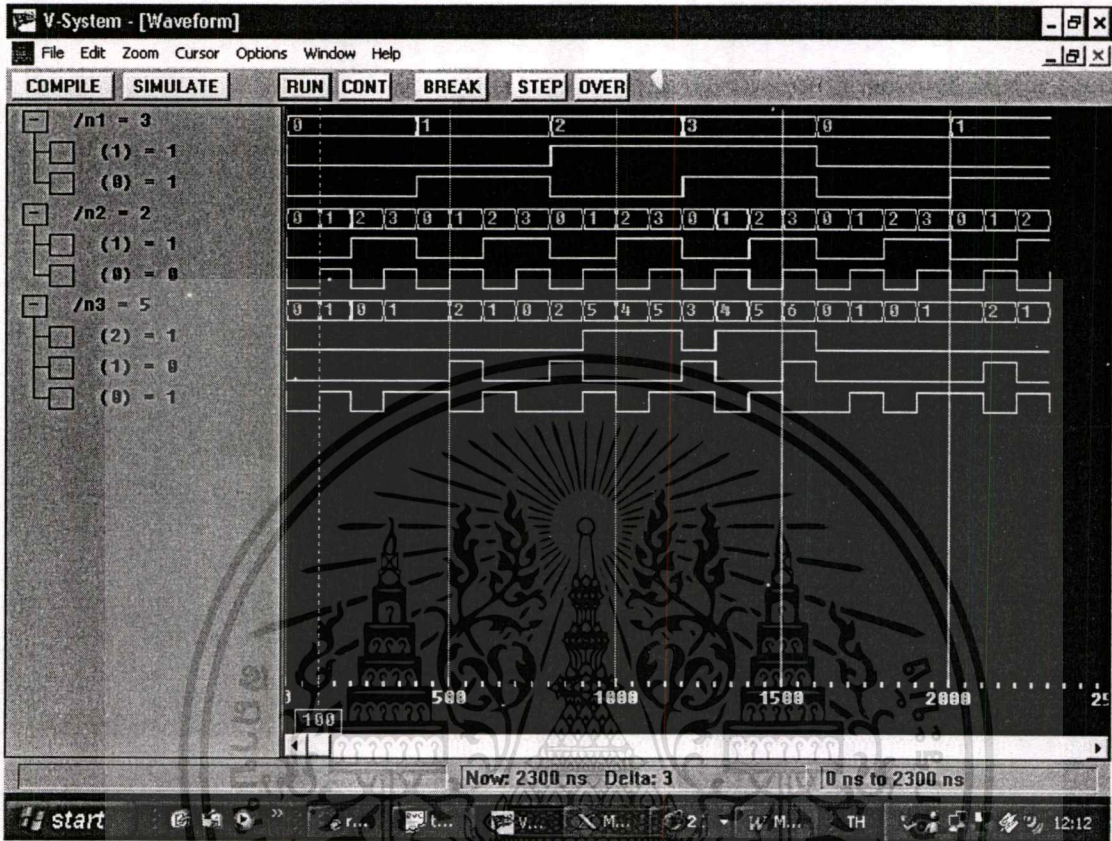 V-System - [Waveform]
File Edit Zoom Cursor Options Window Help
COMPILE SIMULATE RUN CONT BREAK STEP OVER
/n1 = 3 0 1 2 3 0 1
(1) = 1
(0) = 1
/n2 = 2 0 1 2 3 0 1 2 3 0 1 2 3 0 1 2 3 0 1 2 3 0 1 2
(1) = 1
(0) = 0
/n3 = 5 0 1 0 1 2 1 0 2 5 4 5 3 4 5 6 0 1 0 1 2 1
(2) = 1
(1) = 0
(0) = 1
0 500 1000 1500 2000 25
100
Now: 2300 ns Delta: 3 0 ns to 2300 ns
start r... t... V... M... 2 M... TH 12:12